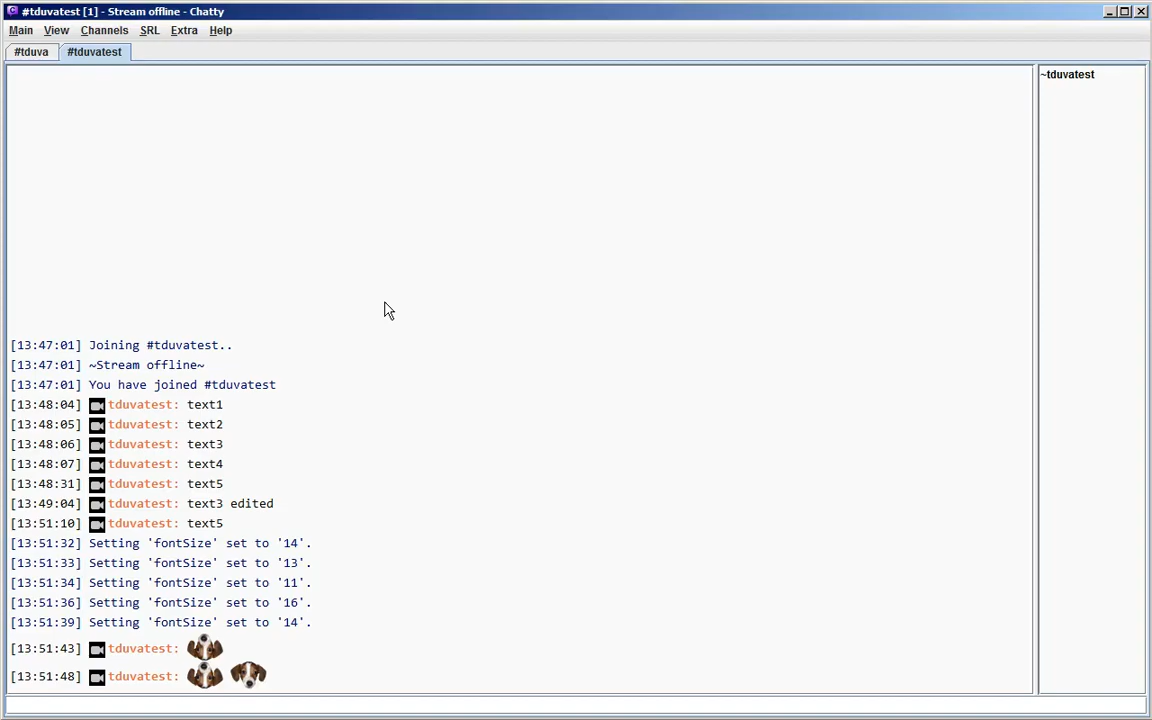 #tduvatest [1] - Stream offline - Chatty
Main View Channels SRL Extra Help
#tduva #tduvatest
~tduvatest
[13:47:01] Joining #tduvatest..
[13:47:01] ~Stream offline~
[13:47:01] You have joined #tduvatest
[13:48:04] tduvatest: text1
[13:48:05] tduvatest: text2
[13:48:06] tduvatest: text3
[13:48:07] tduvatest: text4
[13:48:31] tduvatest: text5
[13:49:04] tduvatest: text3 edited
[13:51:10] tduvatest: text5
[13:51:32] Setting 'fontSize' set to '14'.
[13:51:33] Setting 'fontSize' set to '13'.
[13:51:34] Setting 'fontSize' set to '11'.
[13:51:36] Setting 'fontSize' set to '16'.
[13:51:39] Setting 'fontSize' set to '14'.
[13:51:43] tduvatest:
[13:51:48] tduvatest: